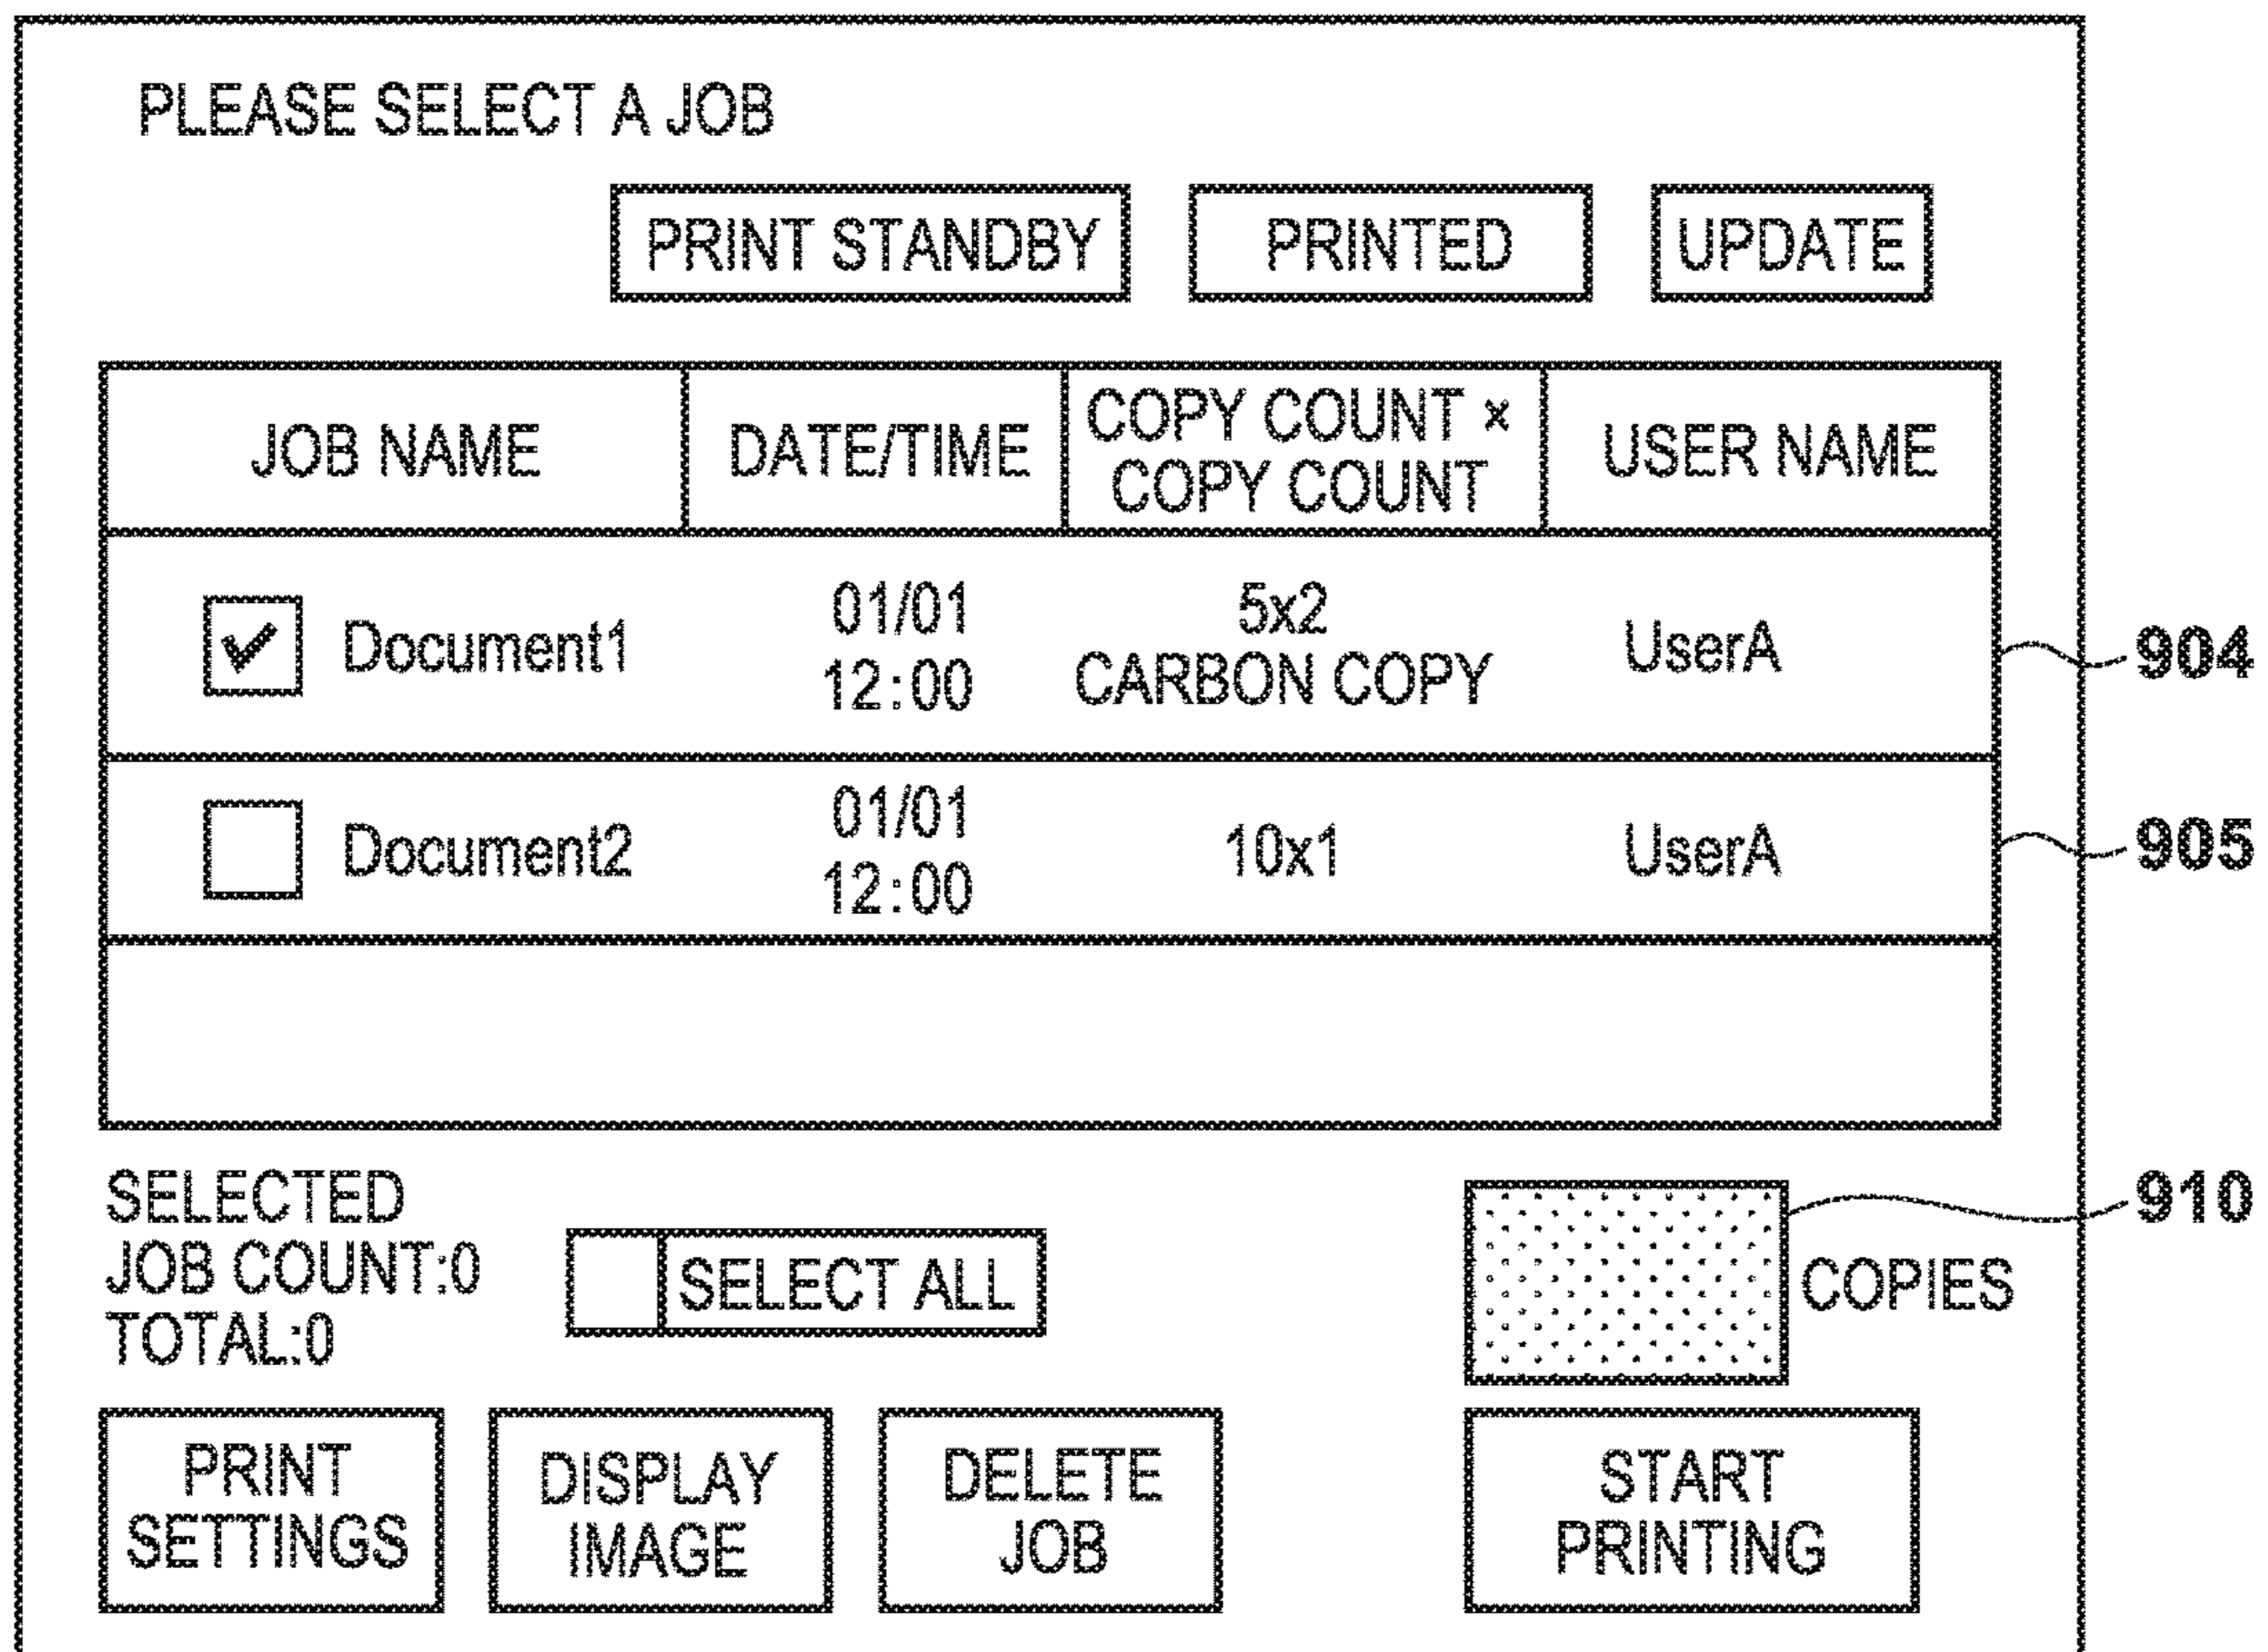 PLEASE SELECT A JOB
PRINT STANDBY PRINTED UPDATE
JOB NAME DATE/TIME COPY COUNT × COPY COUNT USER NAME
Document1 01/01 12:00 5x2 CARBON COPY UserA 904
Document2 01/01 12:00 10x1 UserA 905
SELECTED
JOB COUNT:0
TOTAL:0
SELECT ALL
910
COPIES
PRINT SETTINGS
DISPLAY IMAGE
DELETE JOB
START PRINTING